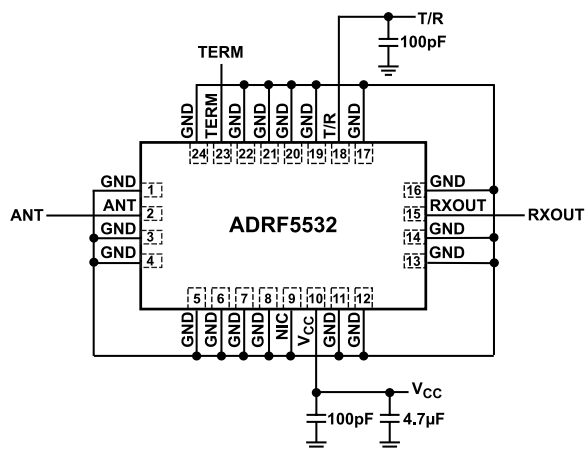 T/R
100pF
TERM
GND
TERM
GND
GND
GND
GND
T/R
GND
24
23
22
21
20
19
18
17
GND
1
16
GND
ANT
ANT
2
ADRF5532
15
RXOUT
RXOUT
GND
3
14
GND
GND
4
13
GND
5
6
7
8
9
10
11
12
GND
GND
GND
GND
NIC
VCC
GND
GND
VCC
100pF
4.7µF